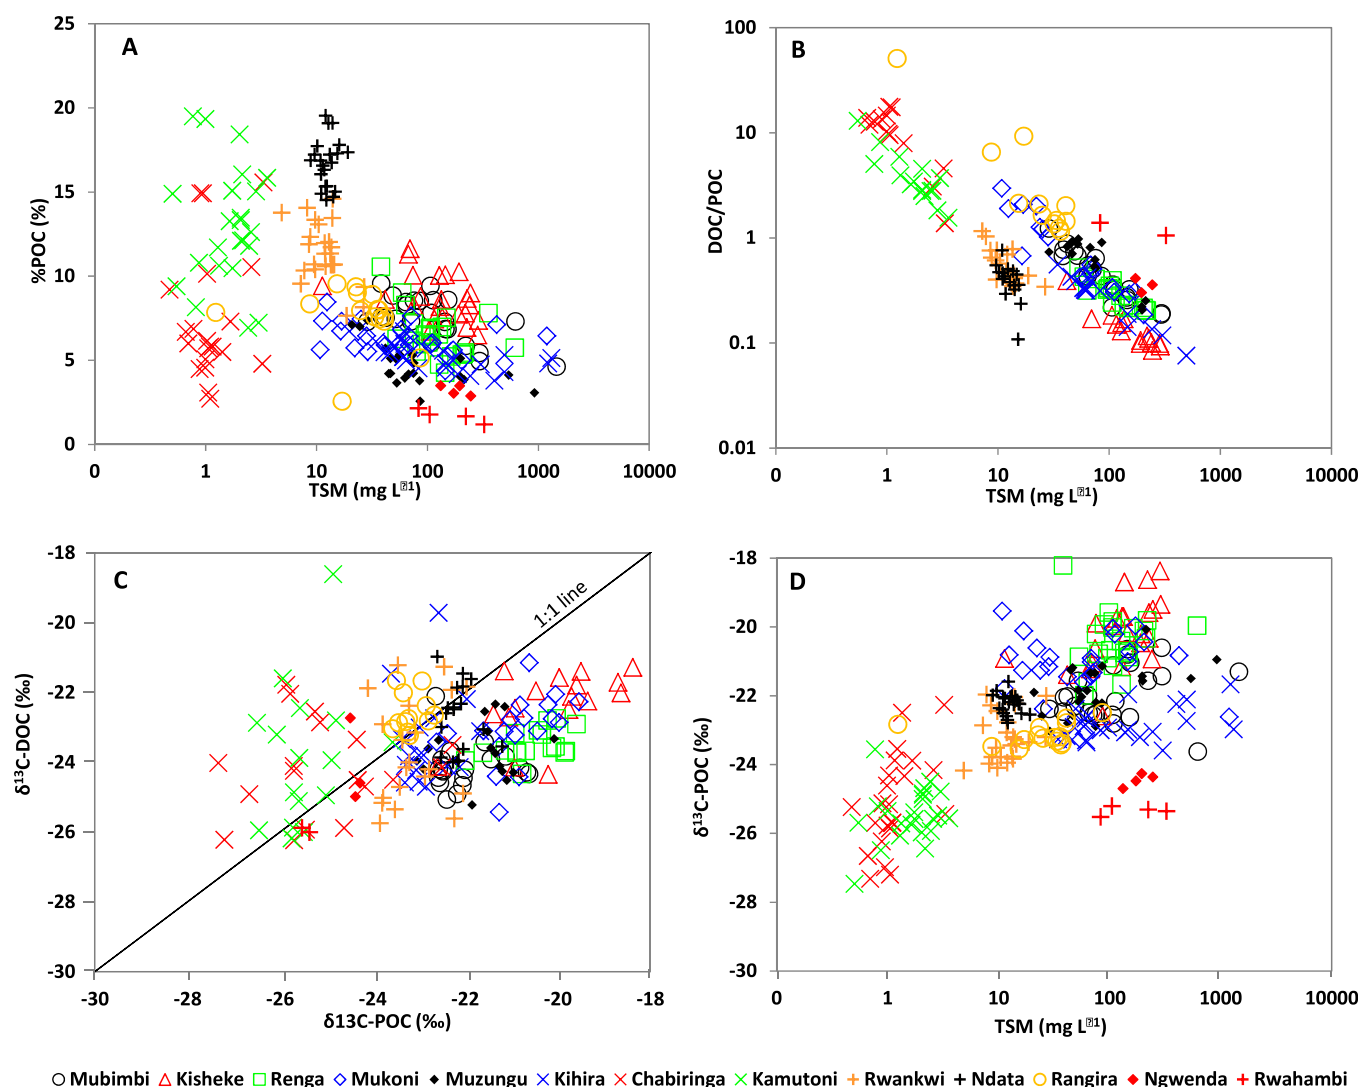 A
25
20
15
10
5
0
%POC (%)
0 1 10 100 1000 10000
TSM (mg L⍰1)
B
100
10
1
0.1
0.01
DOC/POC
0 1 10 100 1000 10000
TSM (mg L⍰1)
C
-18
-20
-22
-24
-26
-28
-30
δ13C-DOC (‰)
1:1 line
-30 -28 -26 -24 -22 -20 -18
δ13C-POC (‰)
D
-18
-20
-22
-24
-26
-28
-30
δ13C-POC (‰)
0 1 10 100 1000 10000
TSM (mg L⍰1)
Mubimbi Kisheke Renga Mukoni Muzungu Kihira Chabiringa Kamutoni Rwankwi Ndata Rangira Ngwenda Rwahambi